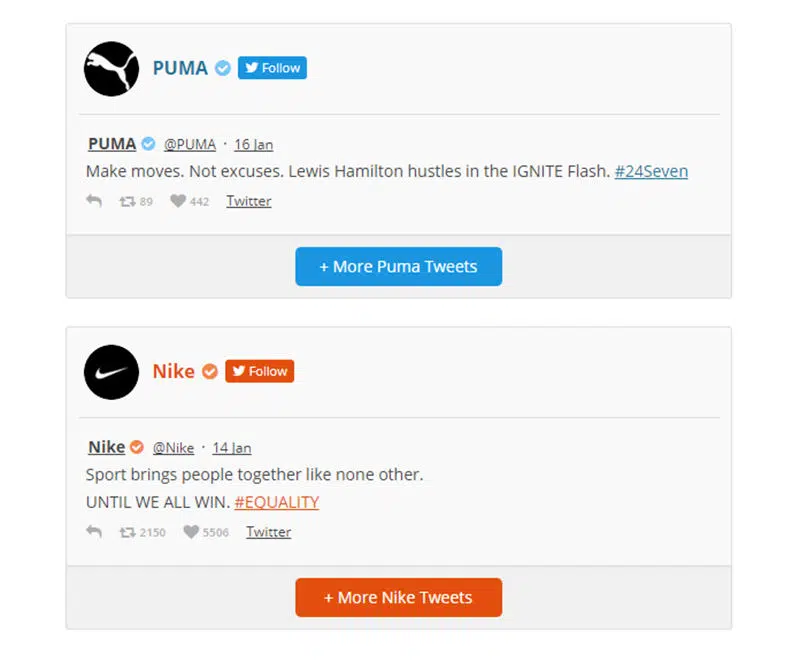 PUMA Follow
PUMA @PUMA · 16 Jan
Make moves. Not excuses. Lewis Hamilton hustles in the IGNITE Flash. #24Seven
89 442 Twitter
+ More Puma Tweets
Nike Follow
Nike @Nike · 14 Jan
Sport brings people together like none other.
UNTIL WE ALL WIN. #EQUALITY
2150 5506 Twitter
+ More Nike Tweets